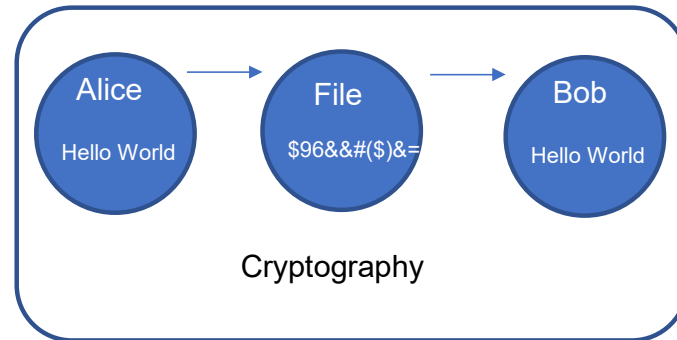 Alice
Hello World
File
$96&&#($)&=
Bob
Hello World
Cryptography